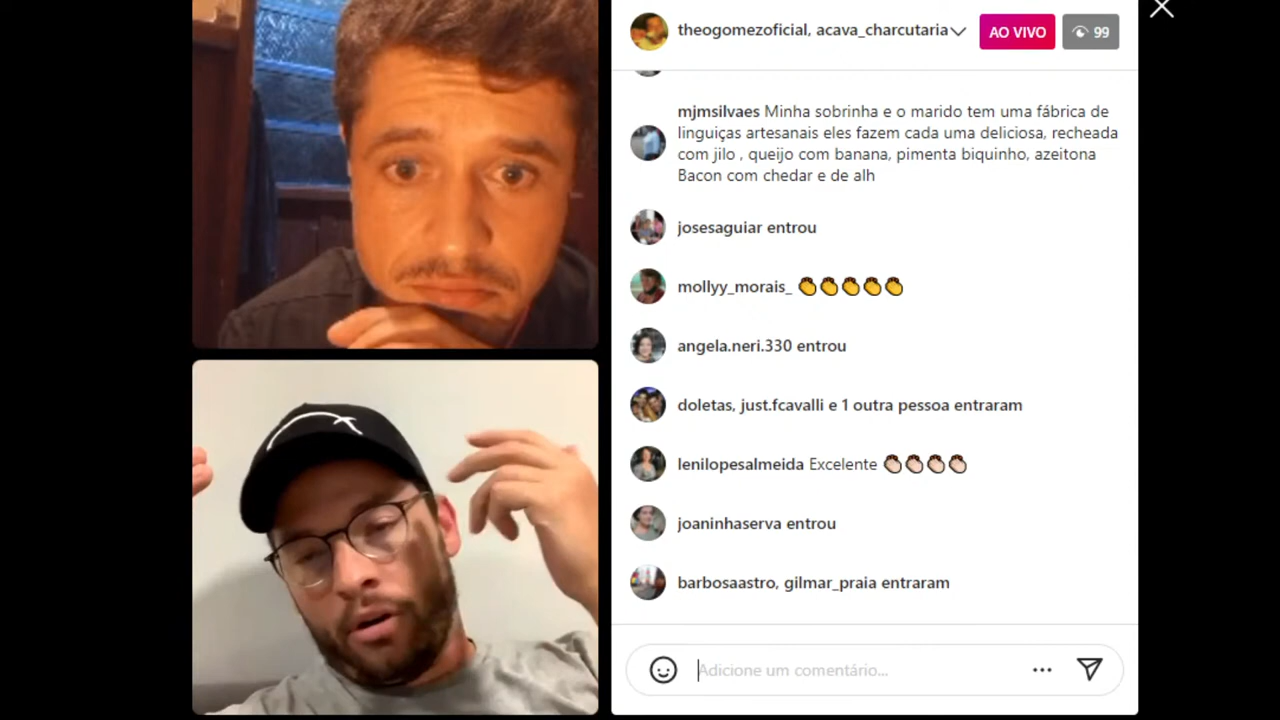 theogomezoficial, acava_charcutaria
AO VIVO
99
mjmsilvaes Minha sobrinha e o marido tem uma fábrica de
linguiças artesanais eles fazem cada uma deliciosa, recheada
com jilo , queijo com banana, pimenta biquinho, azeitona
Bacon com chedar e de alh
josesaguiar entrou
mollyy_morais_ 👏👏👏👏👏
angela.neri.330 entrou
doletas, just.fcavalli e 1 outra pessoa entraram
lenilopesalmeida Excelente 👏🏻👏🏻👏🏻👏🏻
joaninhaserva entrou
barbosaastro, gilmar_praia entraram
Adicione um comentário...